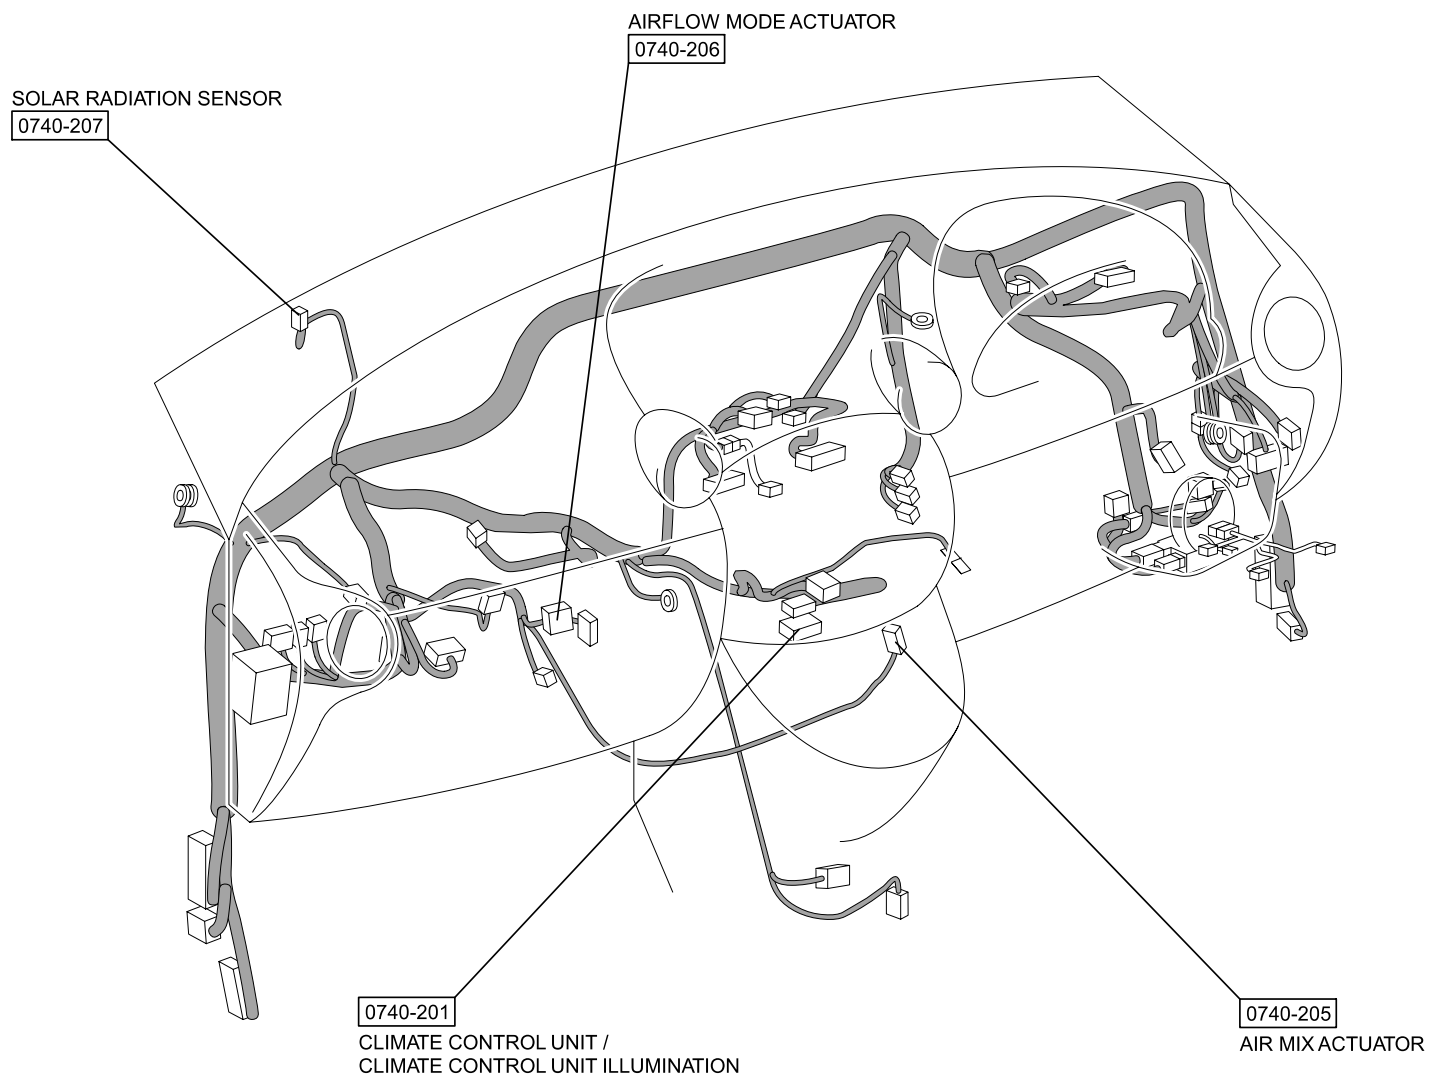 AIRFLOW MODE ACTUATOR
0740-206
SOLAR RADIATION SENSOR
0740-207
0740-201
CLIMATE CONTROL UNIT /
CLIMATE CONTROL UNIT ILLUMINATION
0740-205
AIR MIX ACTUATOR